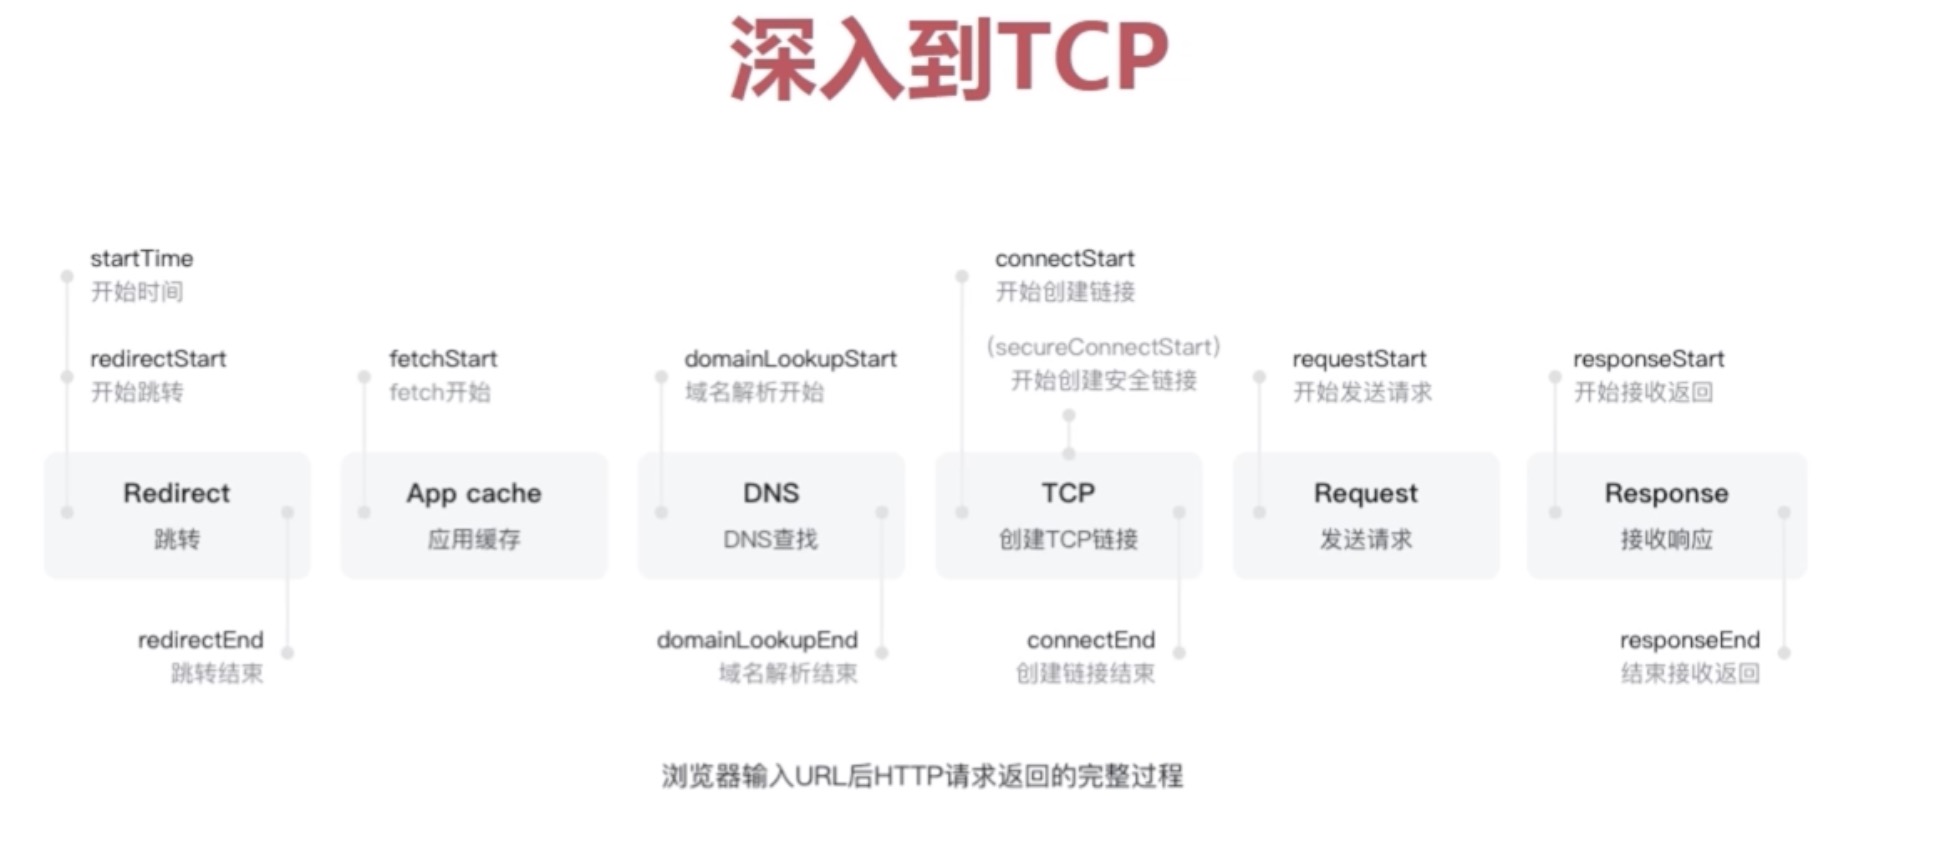 深入到TCP
startTime
开始时间
redirectStart
开始跳转
fetchStart
fetch开始
domainLookupStart
域名解析开始
connectStart
开始创建链接
(secureConnectStart)
开始创建安全链接
requestStart
开始发送请求
responseStart
开始接收返回
Redirect
跳转
App cache
应用缓存
DNS
DNS查找
TCP
创建TCP链接
Request
发送请求
Response
接收响应
redirectEnd
跳转结束
domainLookupEnd
域名解析结束
connectEnd
创建链接结束
responseEnd
结束接收返回
浏览器输入URL后HTTP请求返回的完整过程